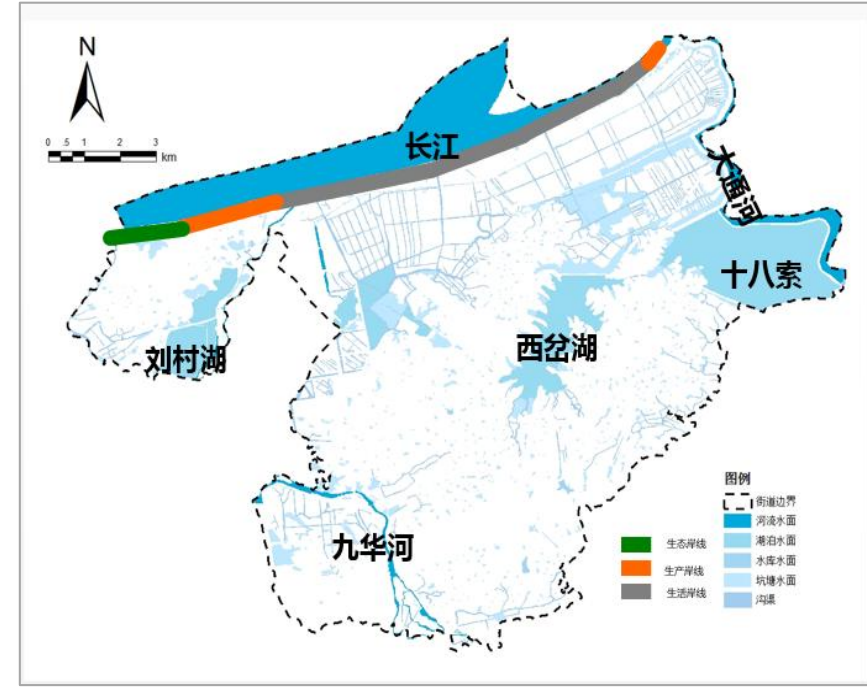 N
0 .5 1 2 3
km
长江
大通河
十八索
刘村湖
西岔湖
九华河
图例
街道边界
河流水面
湖泊水面
水库水面
坑塘水面
沟渠
生态岸线
生产岸线
生活岸线